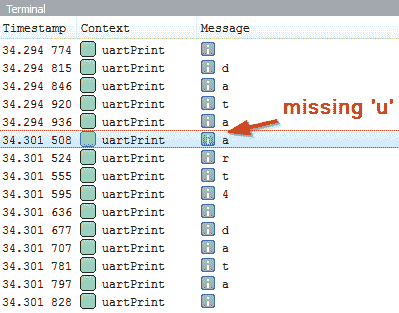 Terminal
Timestamp Context Message
34.294 774 uartPrint
34.294 815 uartPrint d
34.294 846 uartPrint a
34.294 920 uartPrint t
34.294 936 uartPrint a
missing 'u'
34.301 508 uartPrint a
34.301 524 uartPrint r
34.301 555 uartPrint t
34.301 595 uartPrint 4
34.301 636 uartPrint
34.301 677 uartPrint d
34.301 707 uartPrint a
34.301 781 uartPrint t
34.301 797 uartPrint a
34.301 828 uartPrint